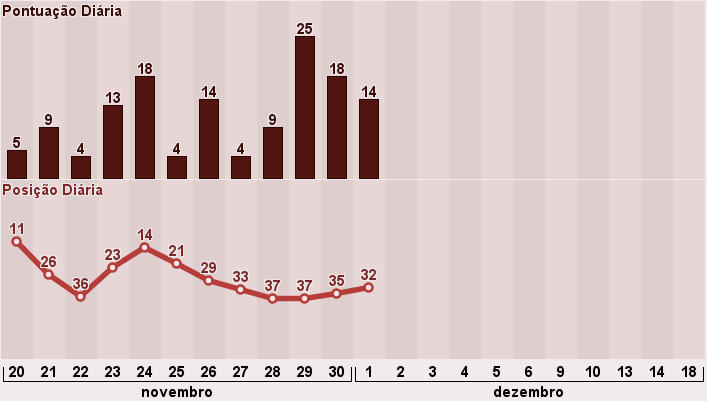 Pontuação Diária
5 9 4 13 18 4 14 4 9 25 18 14
Posição Diária
11 26 36 23 14 21 29 33 37 37 35 32
20 21 22 23 24 25 26 27 28 29 30 1 2 3 4 5 6 9 10 13 14 18
novembro dezembro